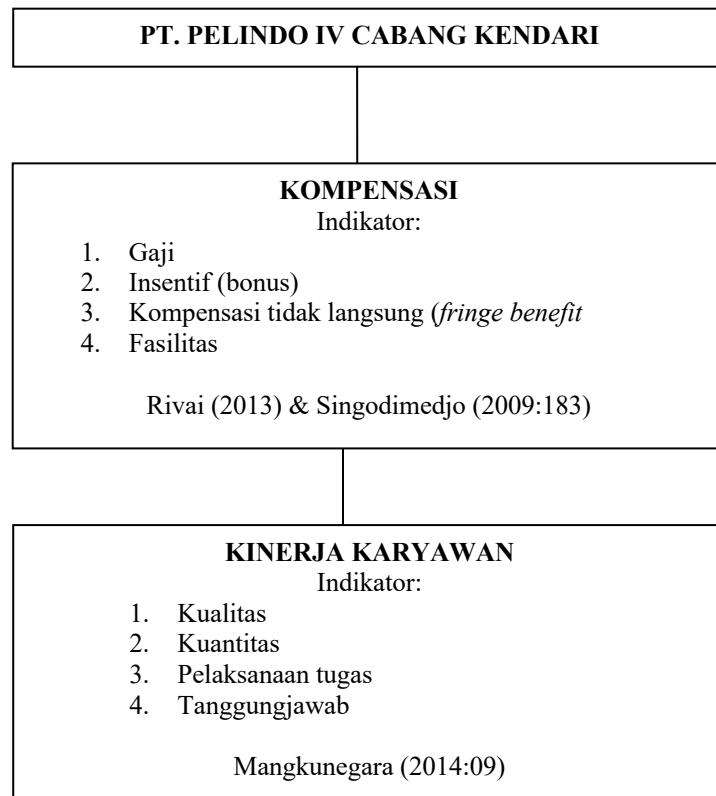 PT. PELINDO IV CABANG KENDARI
KOMPENSASI
Indikator:
1. Gaji
2. Insentif (bonus)
3. Kompensasi tidak langsung (fringe benefit
4. Fasilitas
Rivai (2013) & Singodimedjo (2009:183)
KINERJA KARYAWAN
Indikator:
1. Kualitas
2. Kuantitas
3. Pelaksanaan tugas
4. Tanggungjawab
Mangkunegara (2014:09)